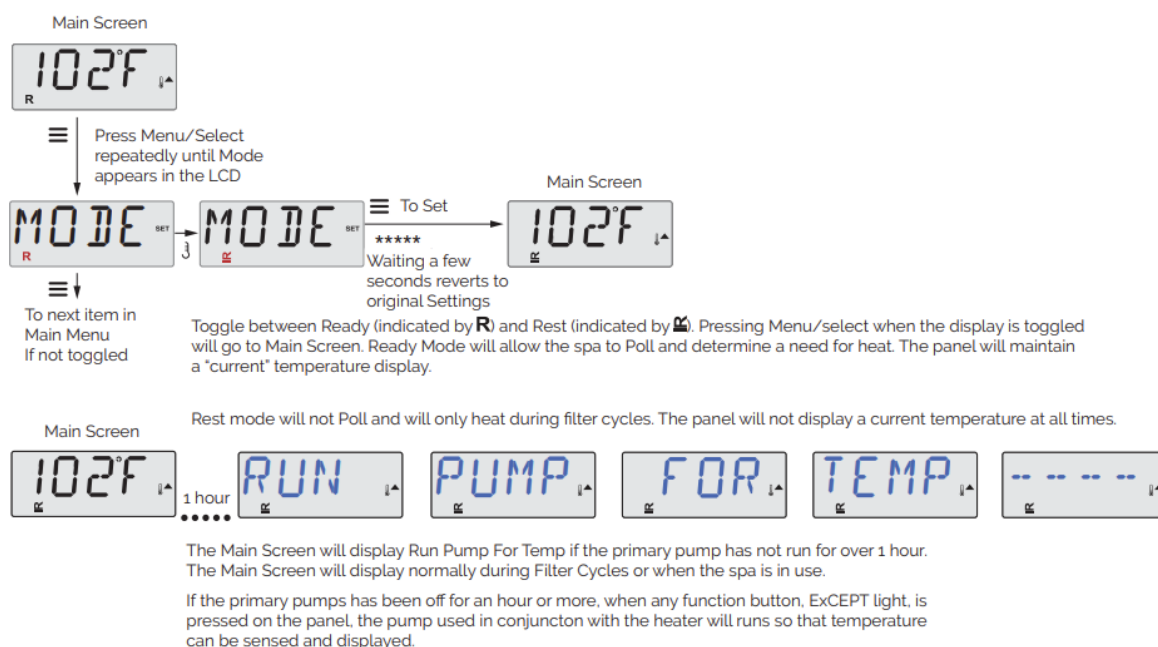 Main Screen
102°F
R
Press Menu/Select
repeatedly until Mode
appears in the LCD
Main Screen
MODE SET
R
MODE SET
R
To Set
*****
Waiting a few
seconds reverts to
original Settings
102°F
R
To next item in
Main Menu
If not toggled
Toggle between Ready (indicated by R) and Rest (indicated by R). Pressing Menu/select when the display is toggled
will go to Main Screen. Ready Mode will allow the spa to Poll and determine a need for heat. The panel will maintain
a “current” temperature display.
Rest mode will not Poll and will only heat during filter cycles. The panel will not display a current temperature at all times.
Main Screen
102°F
R
1 hour
RUN
R
PUMP
R
FOR
R
TEMP
R
- - - -
R
The Main Screen will display Run Pump For Temp if the primary pump has not run for over 1 hour.
The Main Screen will display normally during Filter Cycles or when the spa is in use.
If the primary pumps has been off for an hour or more, when any function button, ExCEPT light, is
pressed on the panel, the pump used in conjuncton with the heater will runs so that temperature
can be sensed and displayed.